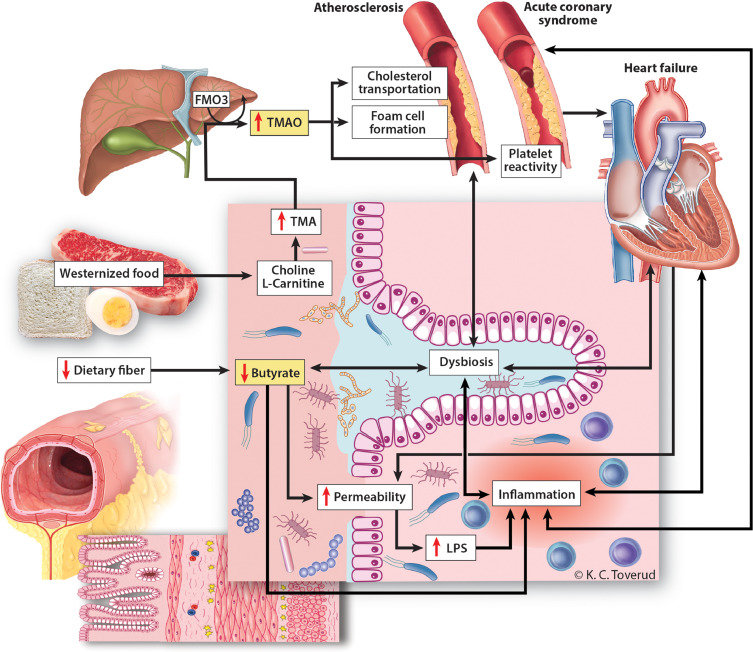 Atherosclerosis
Acute coronary
syndrome
Heart failure
Cholesterol
transportation
FMO3
TMAO
Foam cell
formation
Platelet
reactivity
TMA
Westernized food
Choline
L-Carnitine
Dietary fiber
Butyrate
Dysbiosis
Permeability
Inflammation
LPS
© K. C. Toverud